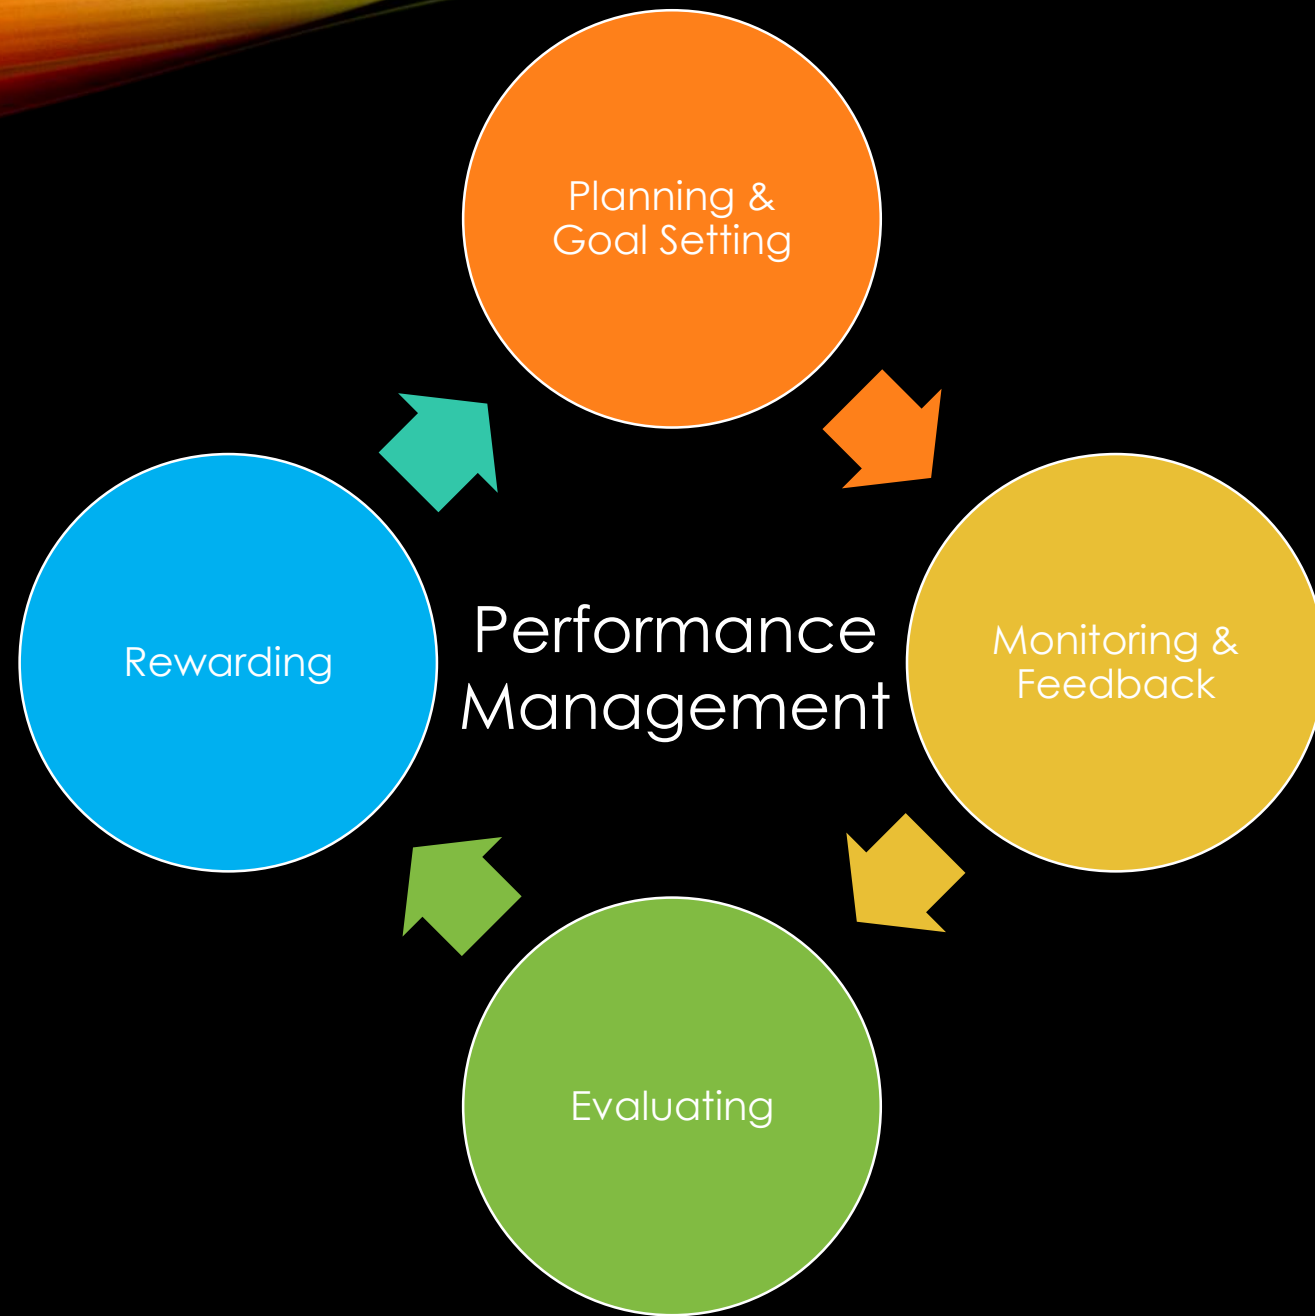 Planning &
Goal Setting
Monitoring &
Feedback
Evaluating
Rewarding
Performance
Management